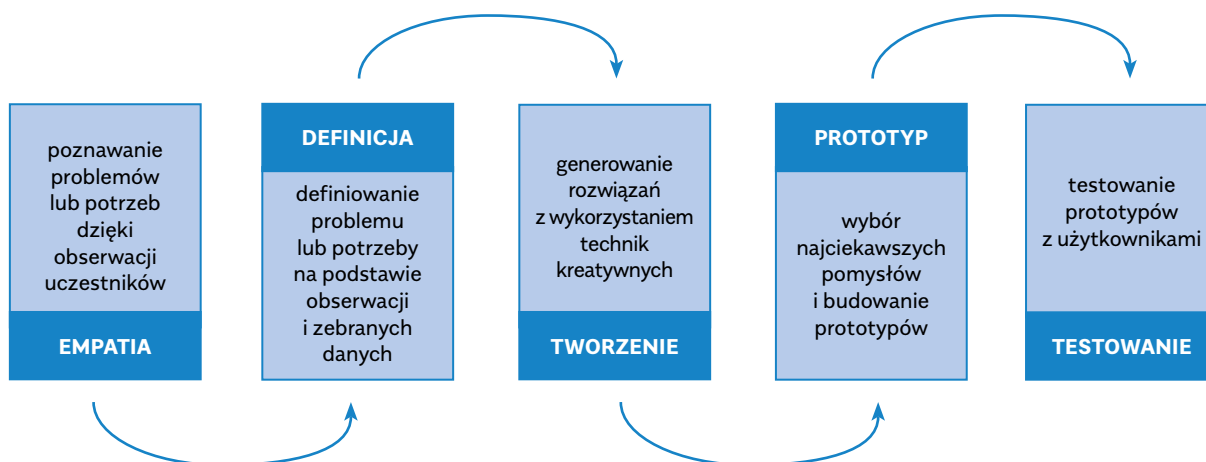 poznawanie
problemów
lub potrzeb
dzięki
obserwacji
uczestników
EMPATIA
DEFINICJA
definiowanie
problemu
lub potrzeby
na podstawie
obserwacji
i zebranych
danych
generowanie
rozwiązań
z wykorzystaniem
technik
kreatywnych
TWORZENIE
PROTOTYP
wybór
najciekawszych
pomysłów
i budowanie
prototypów
testowanie
prototypów
z użytkownikami
TESTOWANIE